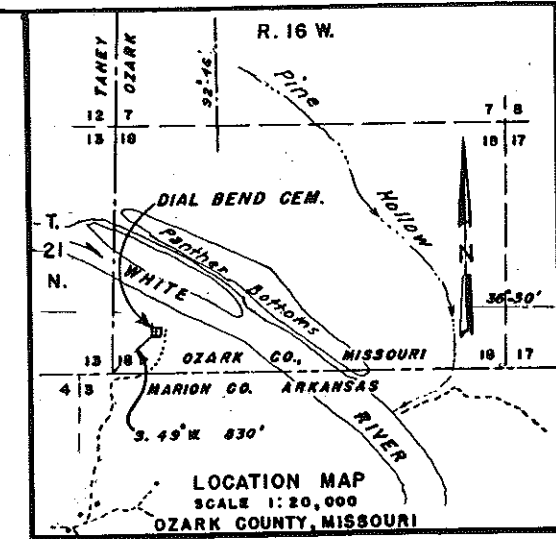 R. 16 W.
TANEY
OZARK
92°-46'
Pine
12 7
7 8
13 18
18 17
DIAL BEND CEM.
Hollow
T.
21
N.
Panther Bottoms
WHITE
N
36°-30'
13 18
OZARK CO., MISSOURI
18 17
4 3
MARION CO. ARKANSAS
S. 49° W. 830'
RIVER
LOCATION MAP
SCALE 1:20,000
OZARK COUNTY, MISSOURI